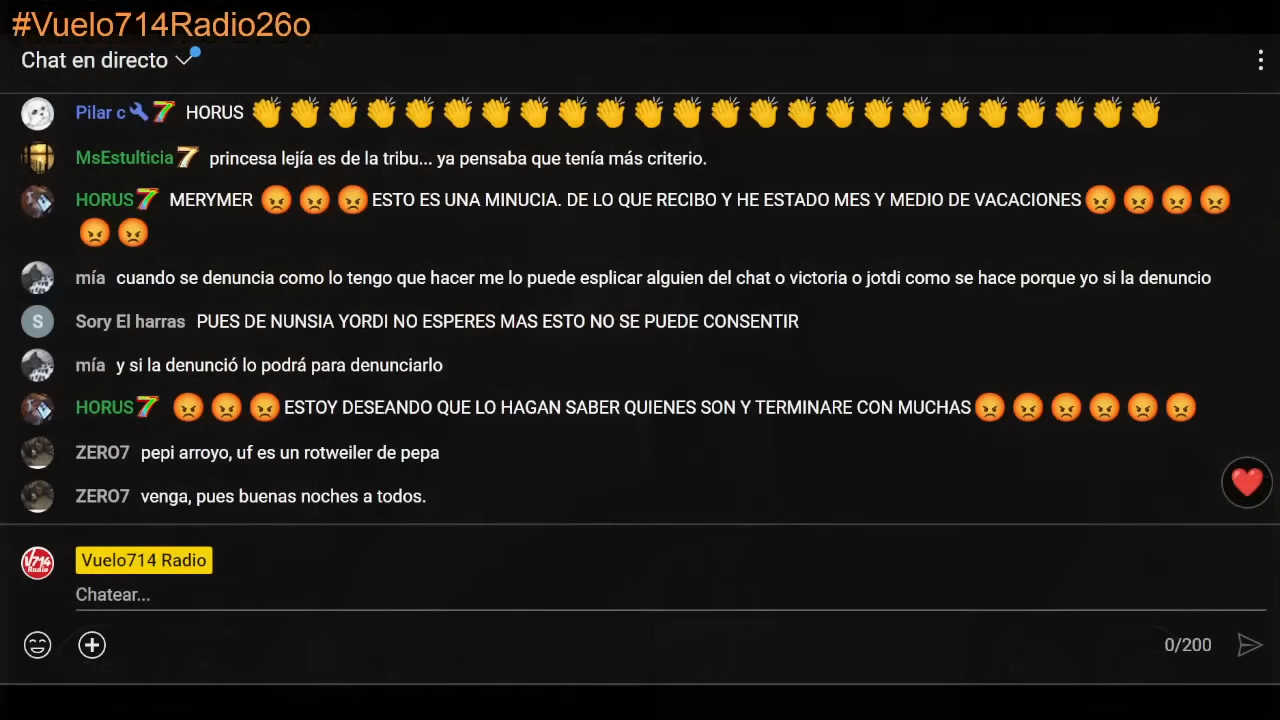 #Vuelo714Radio26o
Chat en directo
Pilar c 7 HORUS 👏👏👏👏👏👏👏👏👏👏👏👏👏👏👏👏👏👏👏👏👏👏👏👏
MsEstulticia 7 princesa lejía es de la tribu... ya pensaba que tenía más criterio.
HORUS 7 MERYMER 😡😡😡ESTO ES UNA MINUCIA. DE LO QUE RECIBO Y HE ESTADO MES Y MEDIO DE VACACIONES😡😡😡😡
😡😡
mía cuando se denuncia como lo tengo que hacer me lo puede esplicar alguien del chat o victoria o jotdi como se hace porque yo si la denuncio
S Sory El harras PUES DE NUNSIA YORDI NO ESPERES MAS ESTO NO SE PUEDE CONSENTIR
mía y si la denunció lo podrá para denunciarlo
HORUS 7 😡😡😡ESTOY DESEANDO QUE LO HAGAN SABER QUIENES SON Y TERMINARE CON MUCHAS😡😡😡😡😡😡
ZERO7 pepi arroyo, uf es un rotweiler de pepa
ZERO7 venga, pues buenas noches a todos.
V714 Radio Vuelo714 Radio
Chatear...
0/200